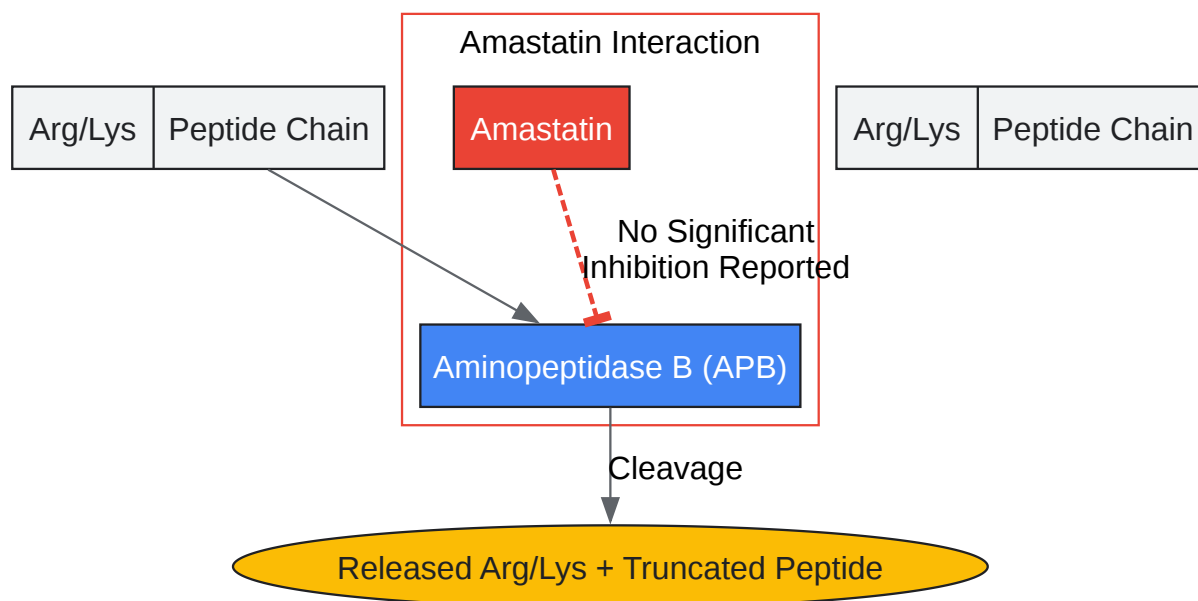 Amastatin Interaction
Arg/Lys
Peptide Chain
Amastatin
Arg/Lys
Peptide Chain
No Significant
Inhibition Reported
Aminopeptidase B (APB)
Cleavage
Released Arg/Lys + Truncated Peptide